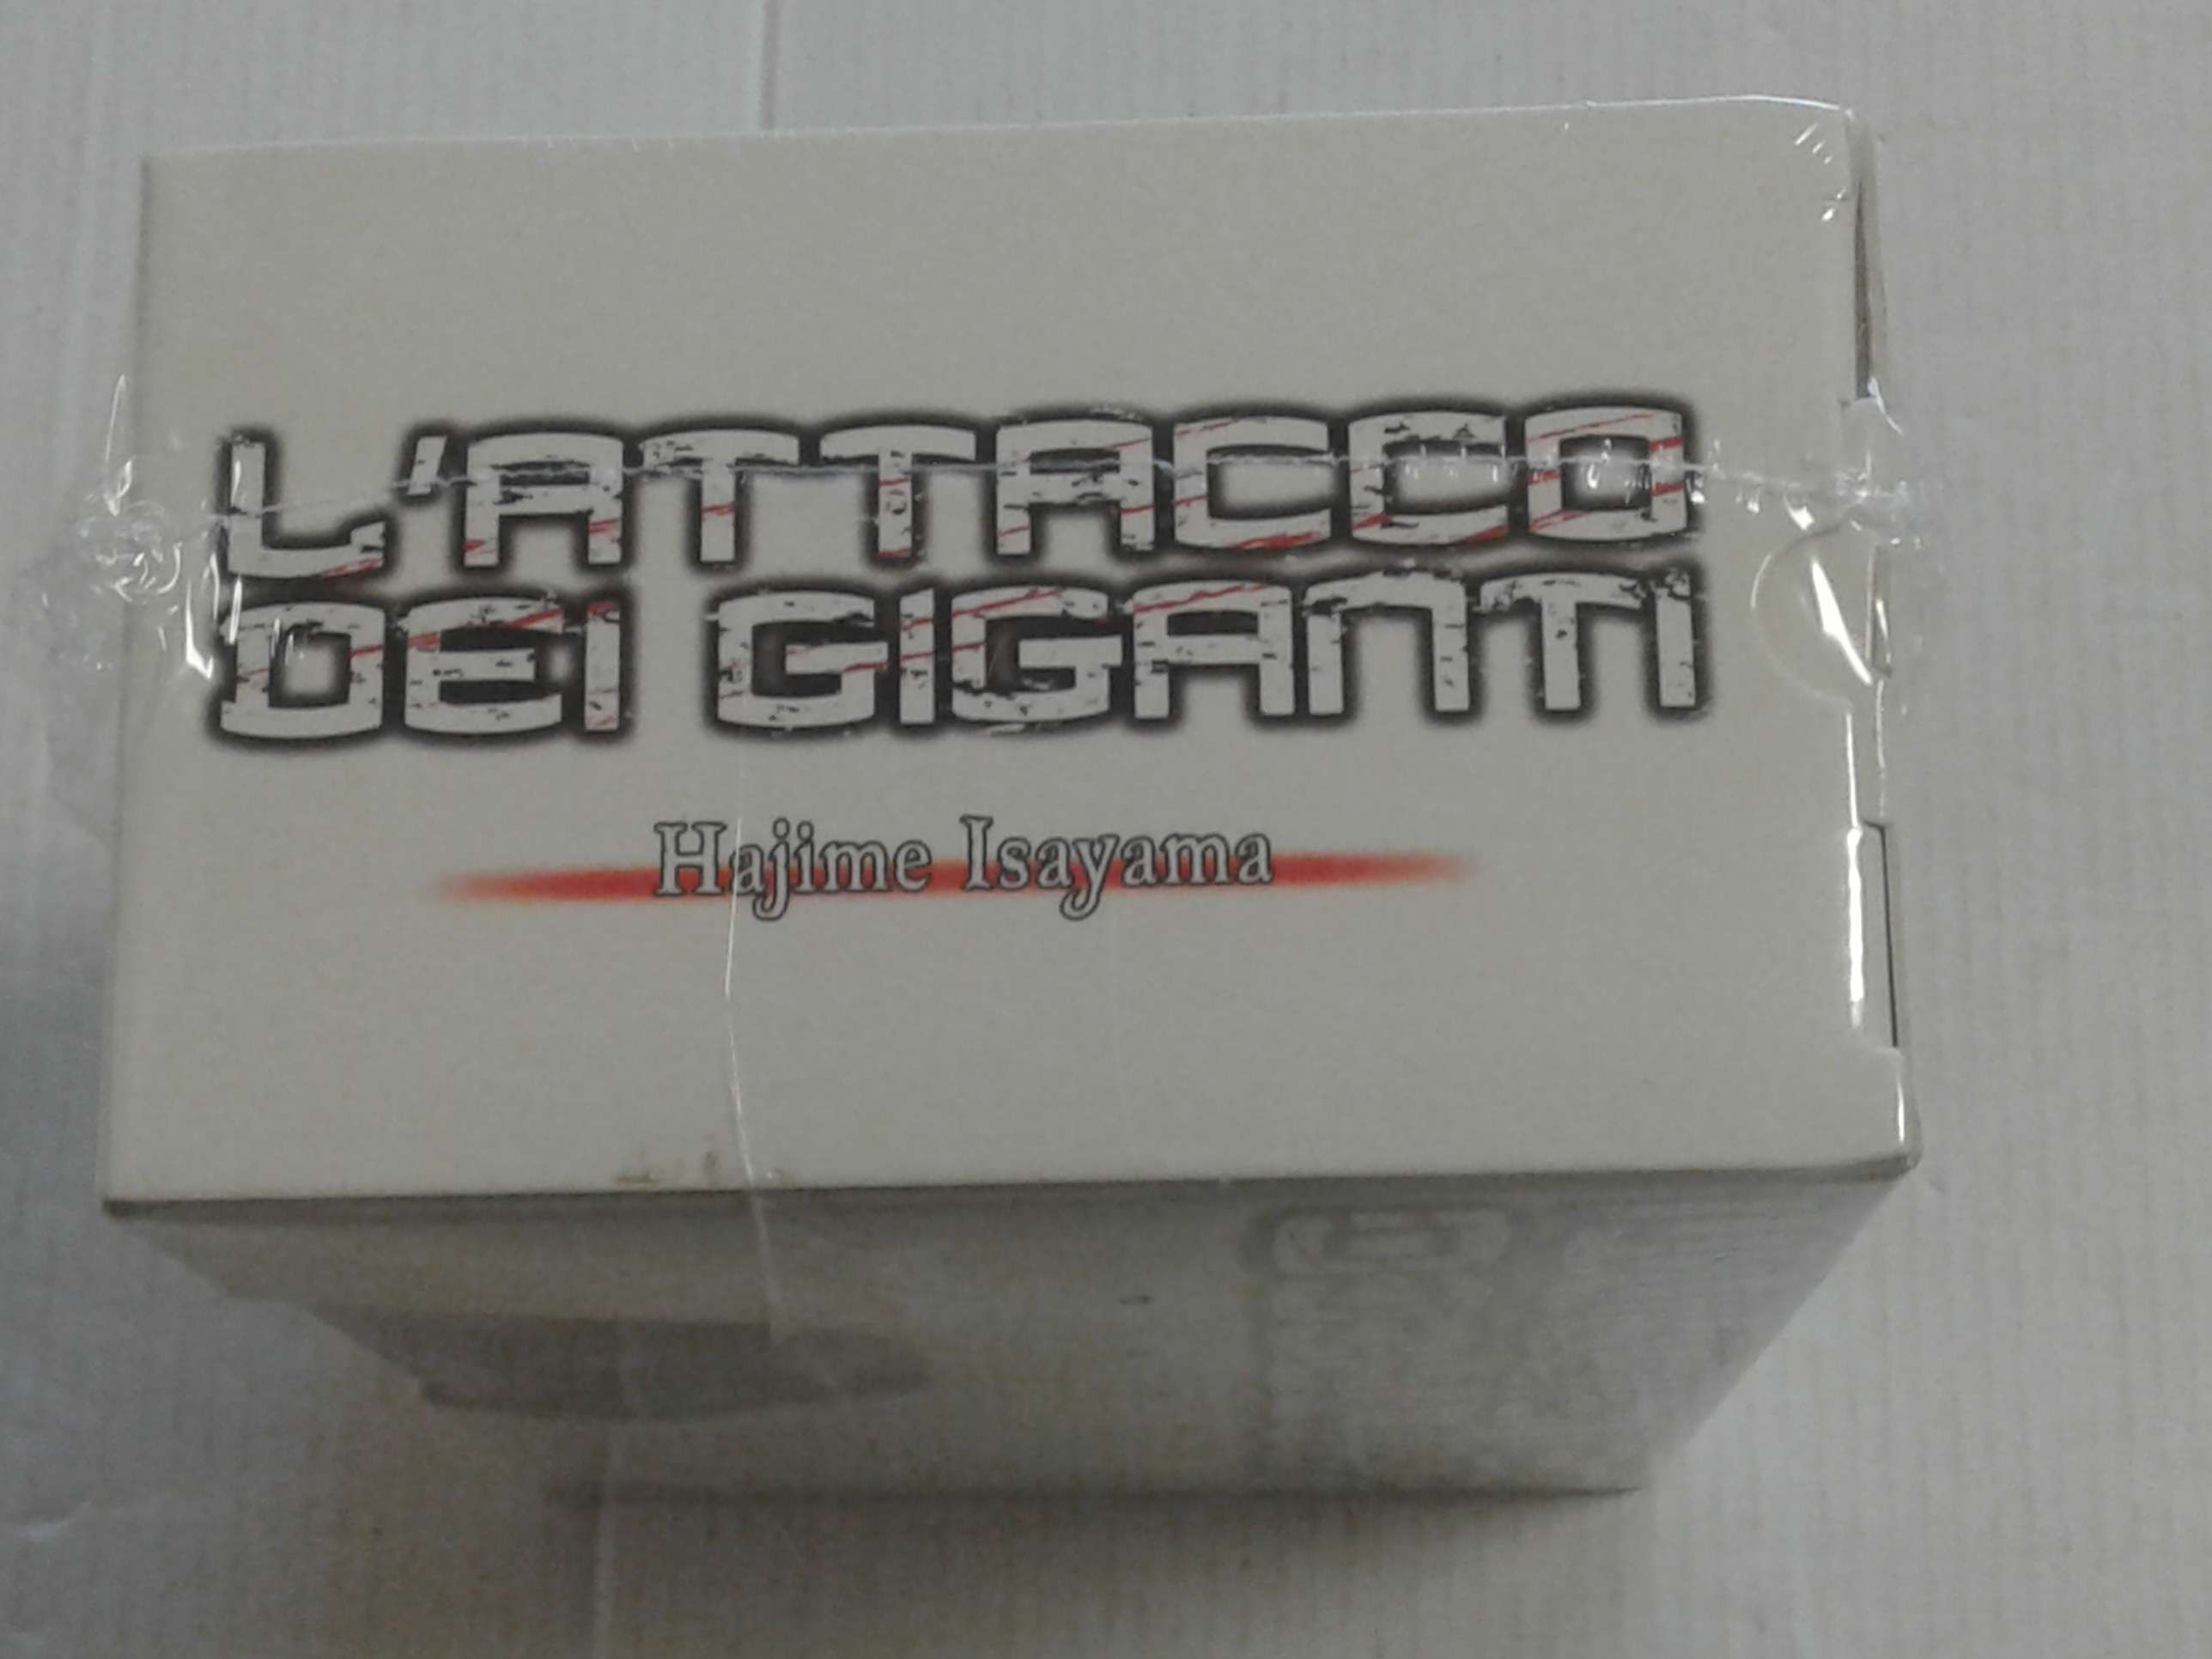 L'ATTACCO
DEI GIGANTI
Hajime Isayama